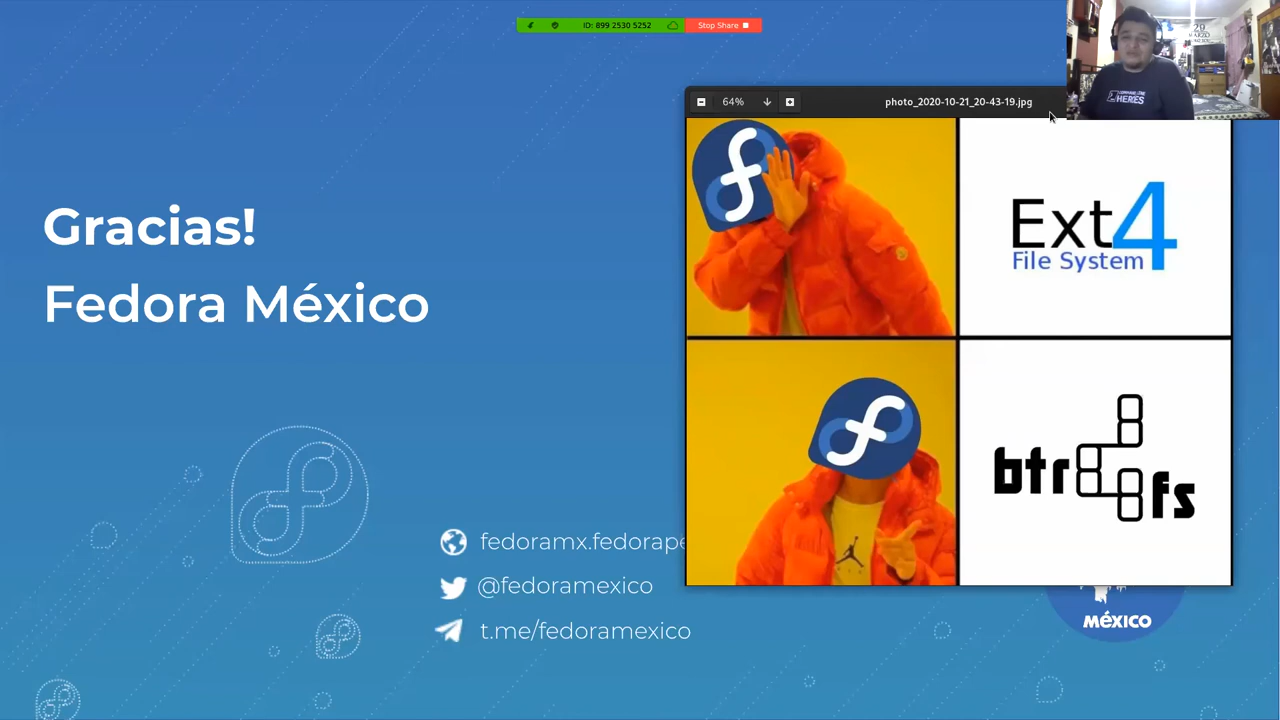 ID: 899 2530 5252
Stop Share
64%
photo_2020-10-21_20-43-19.jpg
Gracias!
Fedora México
Ext4
File System
btrfs
fedoramx.fedorape
@fedoramexico
t.me/fedoramexico
MÉXICO